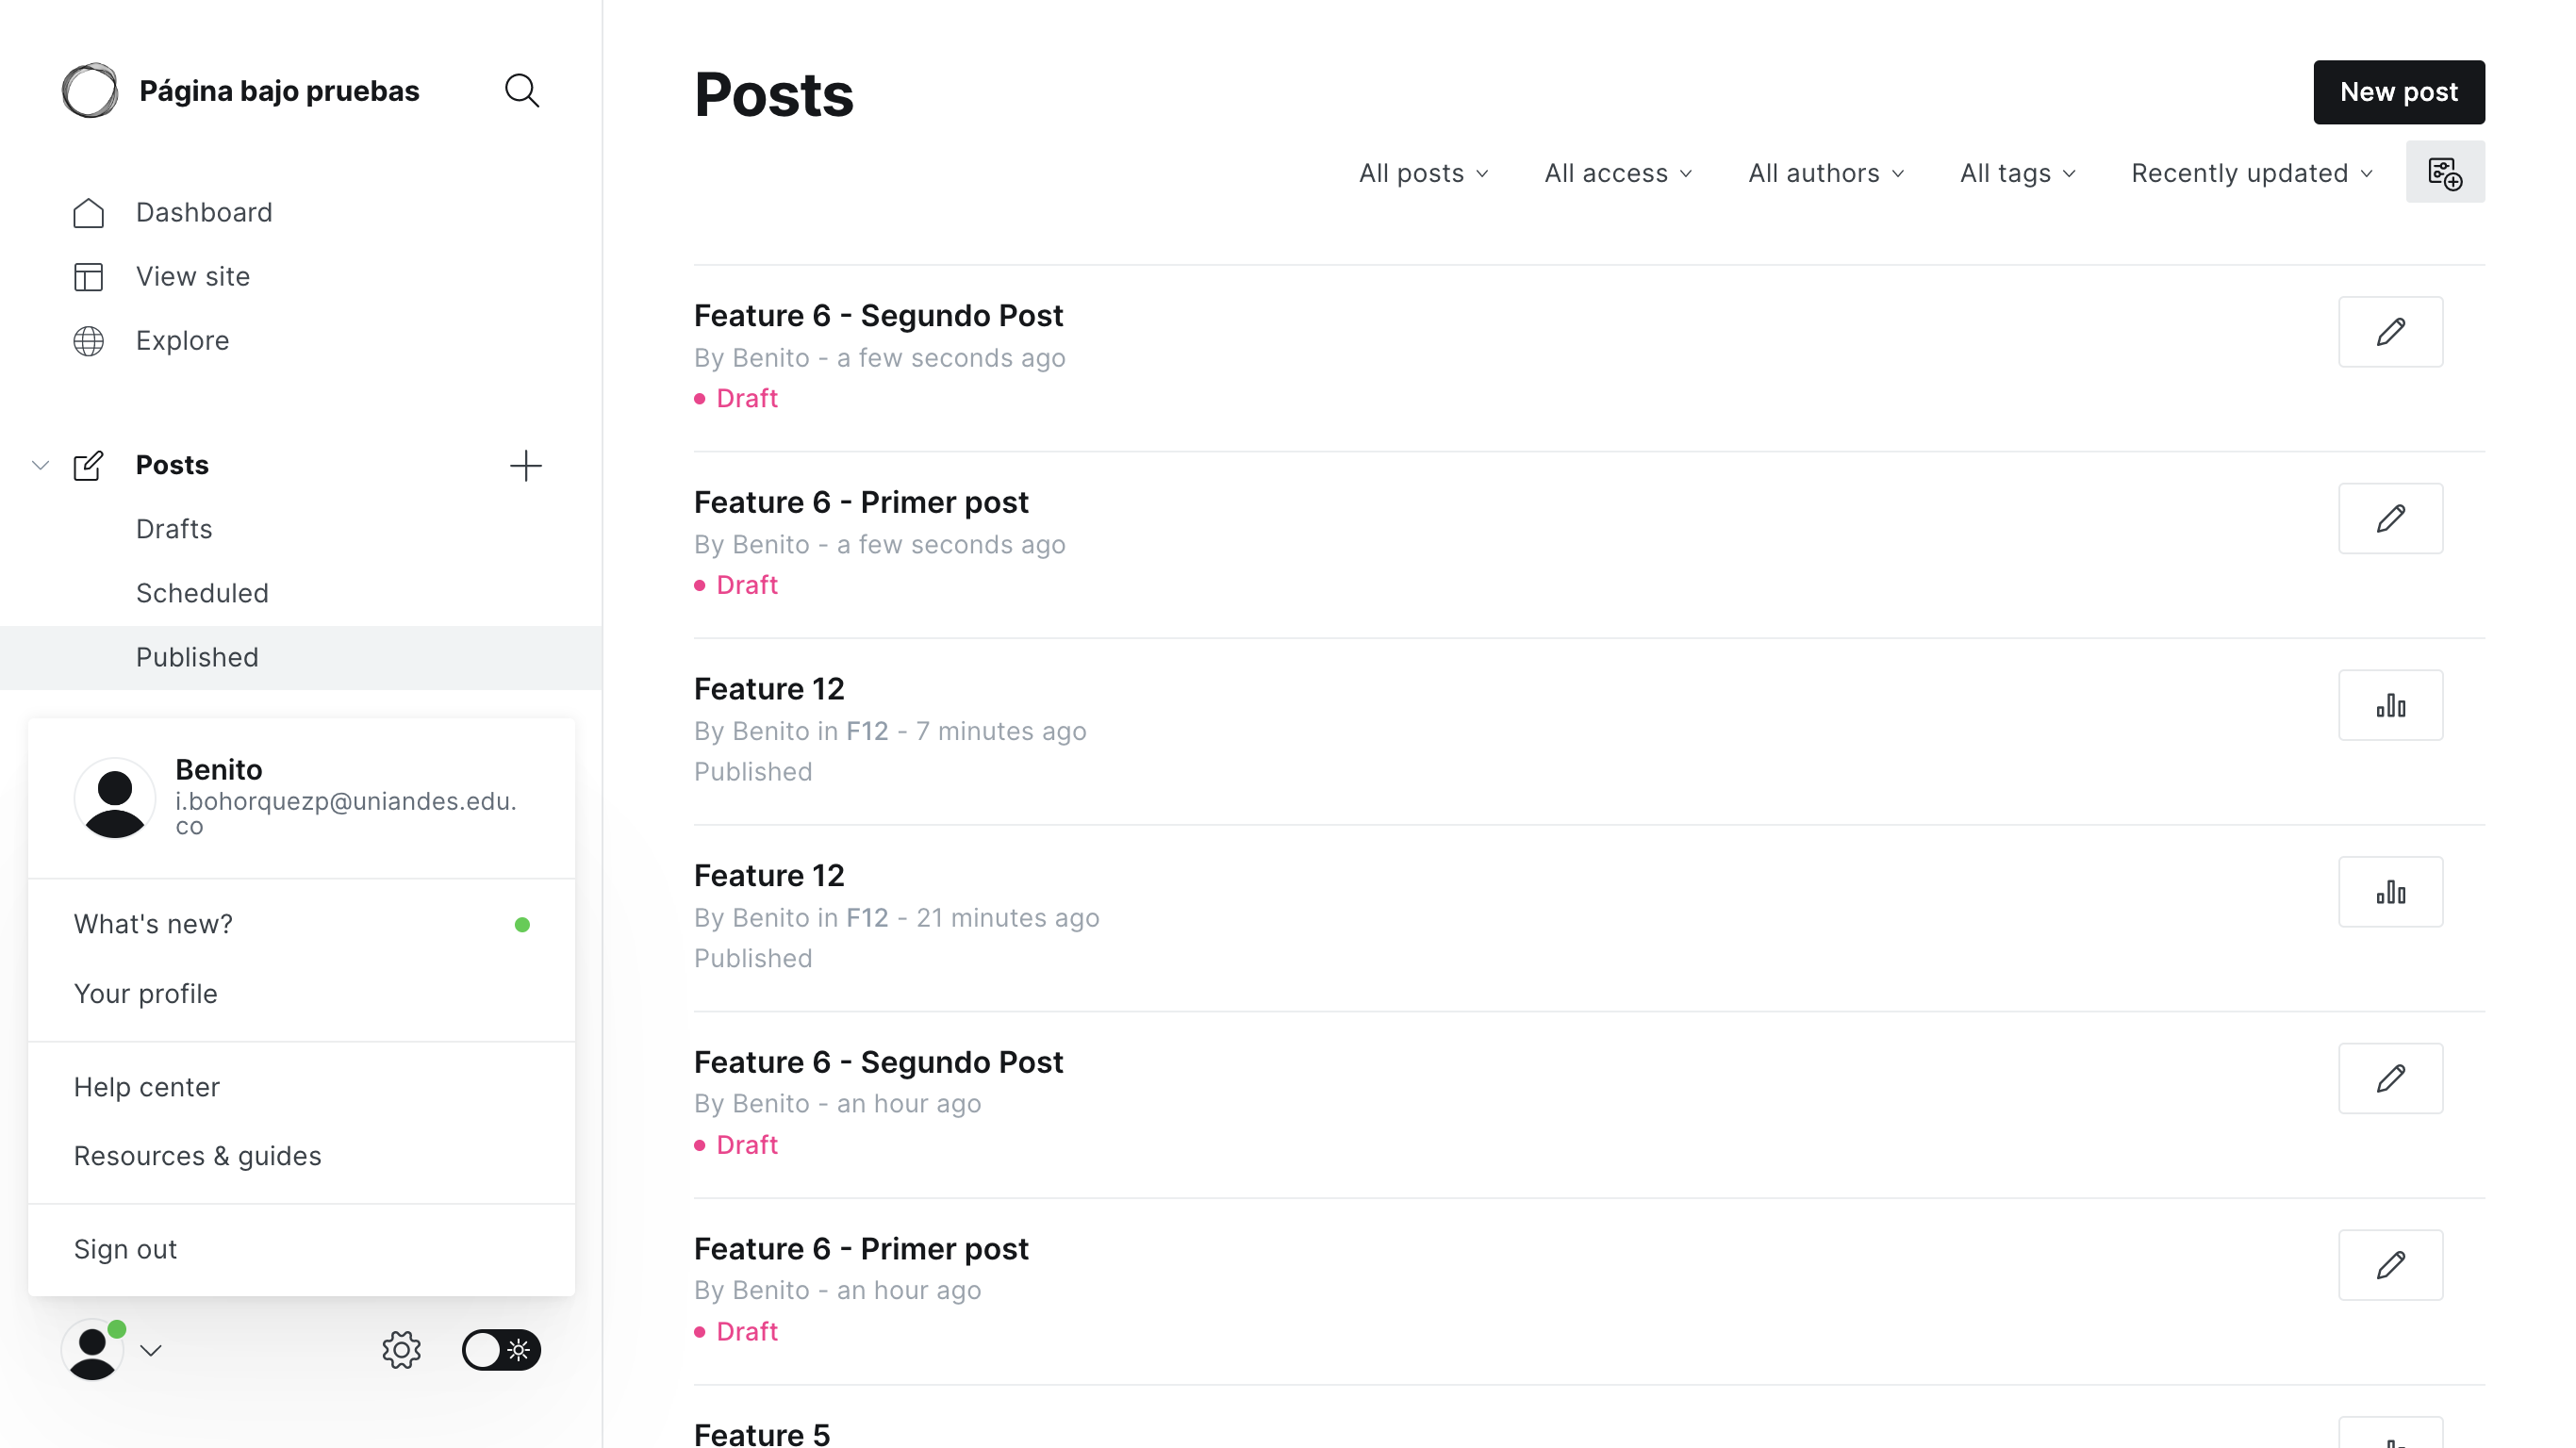 Página bajo pruebas
Dashboard
View site
Explore
Posts
Drafts
Scheduled
Published
Benito
i.bohorquezp@uniandes.edu.
co
What's new?
Your profile
Help center
Resources & guides
Sign out
Posts
New post
All posts
All access
All authors
All tags
Recently updated
Feature 6 - Segundo Post
By Benito - a few seconds ago
Draft
Feature 6 - Primer post
By Benito - a few seconds ago
Draft
Feature 12
By Benito in F12 - 7 minutes ago
Published
Feature 12
By Benito in F12 - 21 minutes ago
Published
Feature 6 - Segundo Post
By Benito - an hour ago
Draft
Feature 6 - Primer post
By Benito - an hour ago
Draft
Feature 5